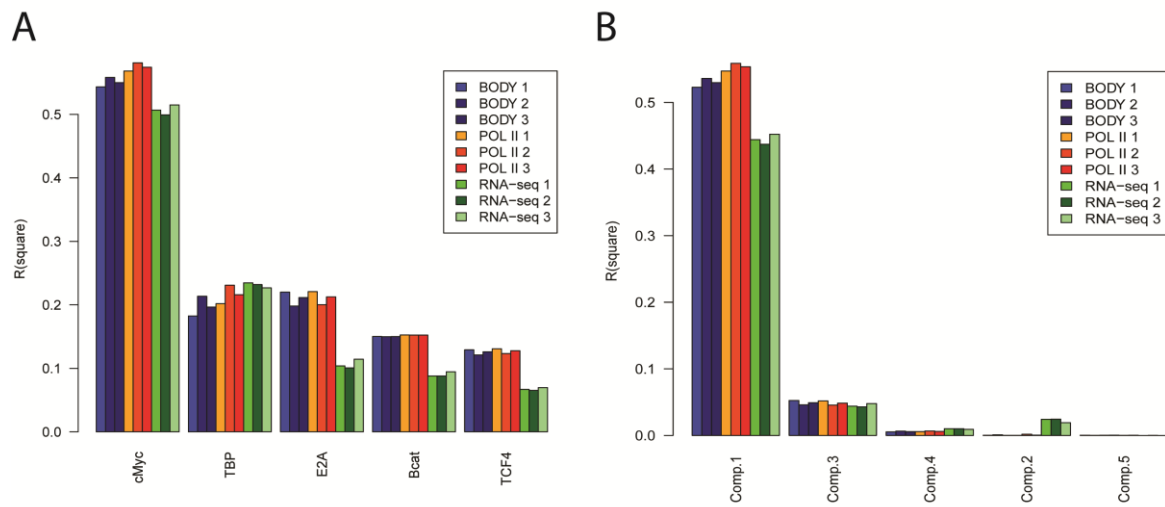 A
R(square)
0.5
0.4
0.3
0.2
0.1
0.0
BODY 1
BODY 2
BODY 3
POL II 1
POL II 2
POL II 3
RNA−seq 1
RNA−seq 2
RNA−seq 3
cMyc
TBP
E2A
Bcat
TCF4
B
R(square)
0.5
0.4
0.3
0.2
0.1
0.0
BODY 1
BODY 2
BODY 3
POL II 1
POL II 2
POL II 3
RNA−seq 1
RNA−seq 2
RNA−seq 3
Comp.1
Comp.3
Comp.4
Comp.2
Comp.5